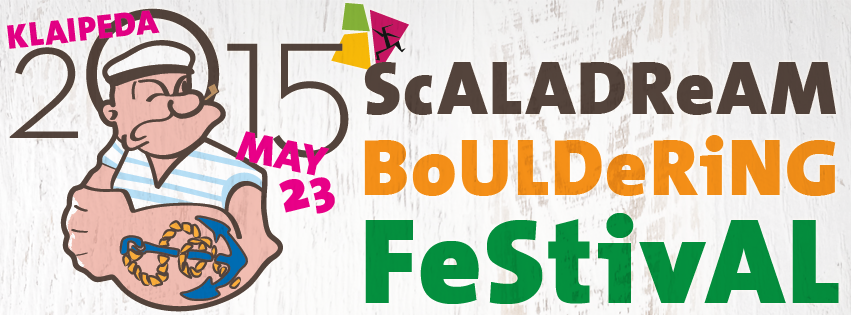 KLAIPEDA
2015
MAY
23
ScALADReAM
BoULDeRiNG
FeStivAL